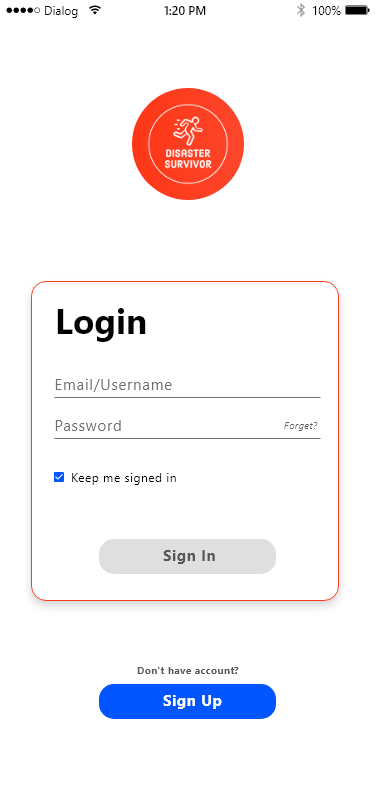 Dialog 1:20 PM 100%
DISASTER
SURVIVOR
Login
Email/Username
Password Forget?
Keep me signed in
Sign In
Don't have account?
Sign Up